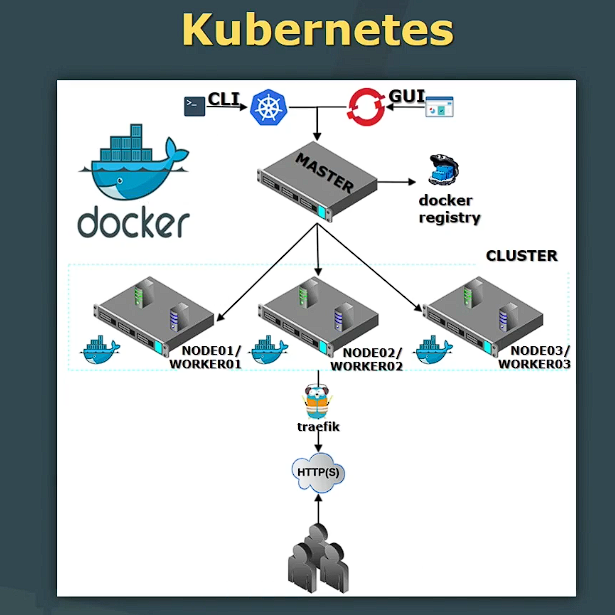 Kubernetes
CLI
GUI
>_
MASTER
docker
docker
registry
CLUSTER
NODE01/
WORKER01
NODE02/
WORKER02
NODE03/
WORKER03
traefik
HTTP(S)